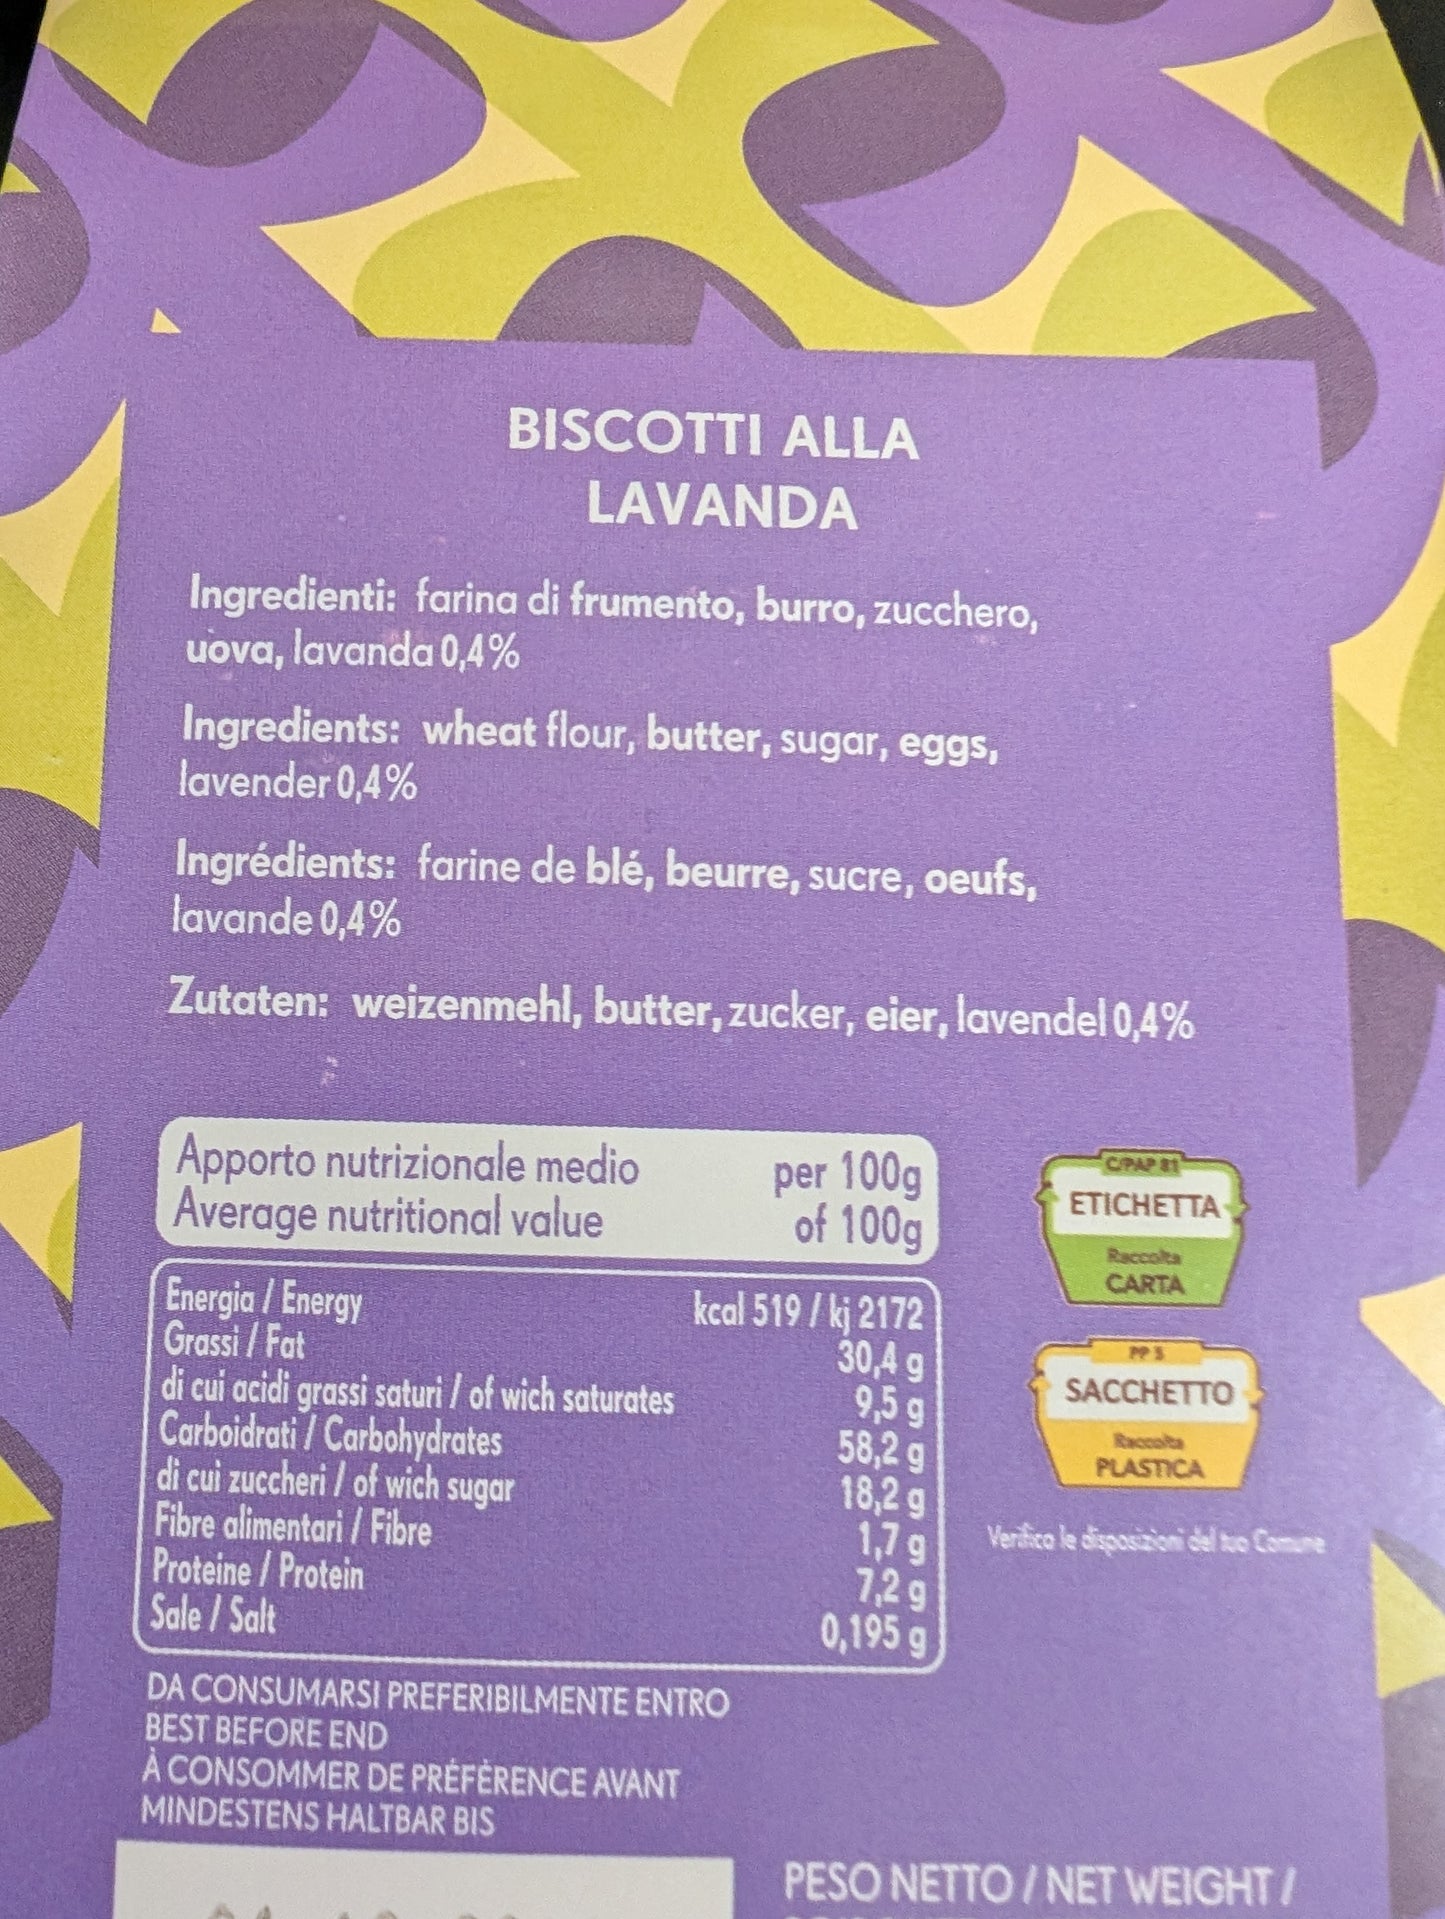 BISCOTTI ALLA
LAVANDA
Ingredienti: farina di frumento, burro, zucchero,
uova, lavanda 0,4%
Ingredients: wheat flour, butter, sugar, eggs,
lavender 0,4%
Ingrédients: farine de blé, beurre, sucre, oeufs,
lavande 0,4%
Zutaten: weizenmehl, butter, zucker, eier, lavendel 0,4%
Apporto nutrizionale medio per 100g
Average nutritional value of 100g
Energia / Energy kcal 519 / kj 2172
Grassi / Fat 30,4 g
di cui acidi grassi saturi / of wich saturates 9,5 g
Carboidrati / Carbohydrates 58,2 g
di cui zuccheri / of wich sugar 18,2 g
Fibre alimentari / Fibre 1,7 g
Proteine / Protein 7,2 g
Sale / Salt 0,195 g
C/PAP 81
ETICHETTA
Raccolta
CARTA
PP 5
SACCHETTO
Raccolta
PLASTICA
Verifica le disposizioni del tuo Comune
DA CONSUMARSI PREFERIBILMENTE ENTRO
BEST BEFORE END
À CONSOMMER DE PRÉFÉRENCE AVANT
MINDESTENS HALTBAR BIS
PESO NETTO / NET WEIGHT /